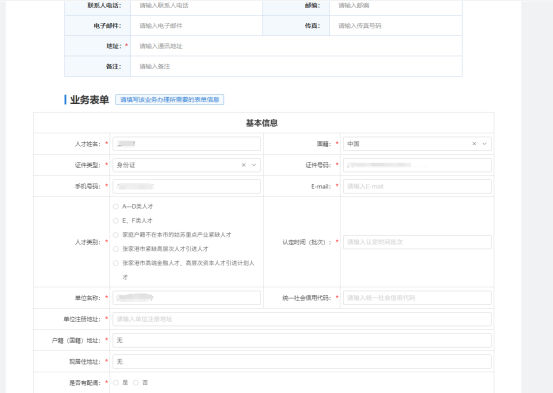 联系人电话： 请输入联系人电话 邮编： 请输入邮编
电子邮件： 请输入电子邮件 传真： 请输入传真号码
地址：* 请输入通讯地址
备注： 请输入备注
业务表单 请填写该业务办理所需要的表单信息
基本信息
人才姓名：* 国籍：* 中国
证件类型：* 身份证 证件号码：*
手机号码：* E-mail：* 请输入E-mail
A—D类人才
E、F类人才
家庭户籍不在本市的姑苏重点产业紧缺人才
人才类别：* 张家港市紧缺高层次人才引进人才 认定时间（批次）：* 请输入认定时间批次
张家港市高端金融人才、高层次资本人才引进计划人
才
单位名称：* 统一社会信用代码：* 请输入统一社会信用代码
单位注册地址：* 请输入单位注册地址
户籍（国籍）地址：* 无
现居住地址：* 无
是否有配偶：* 是 否